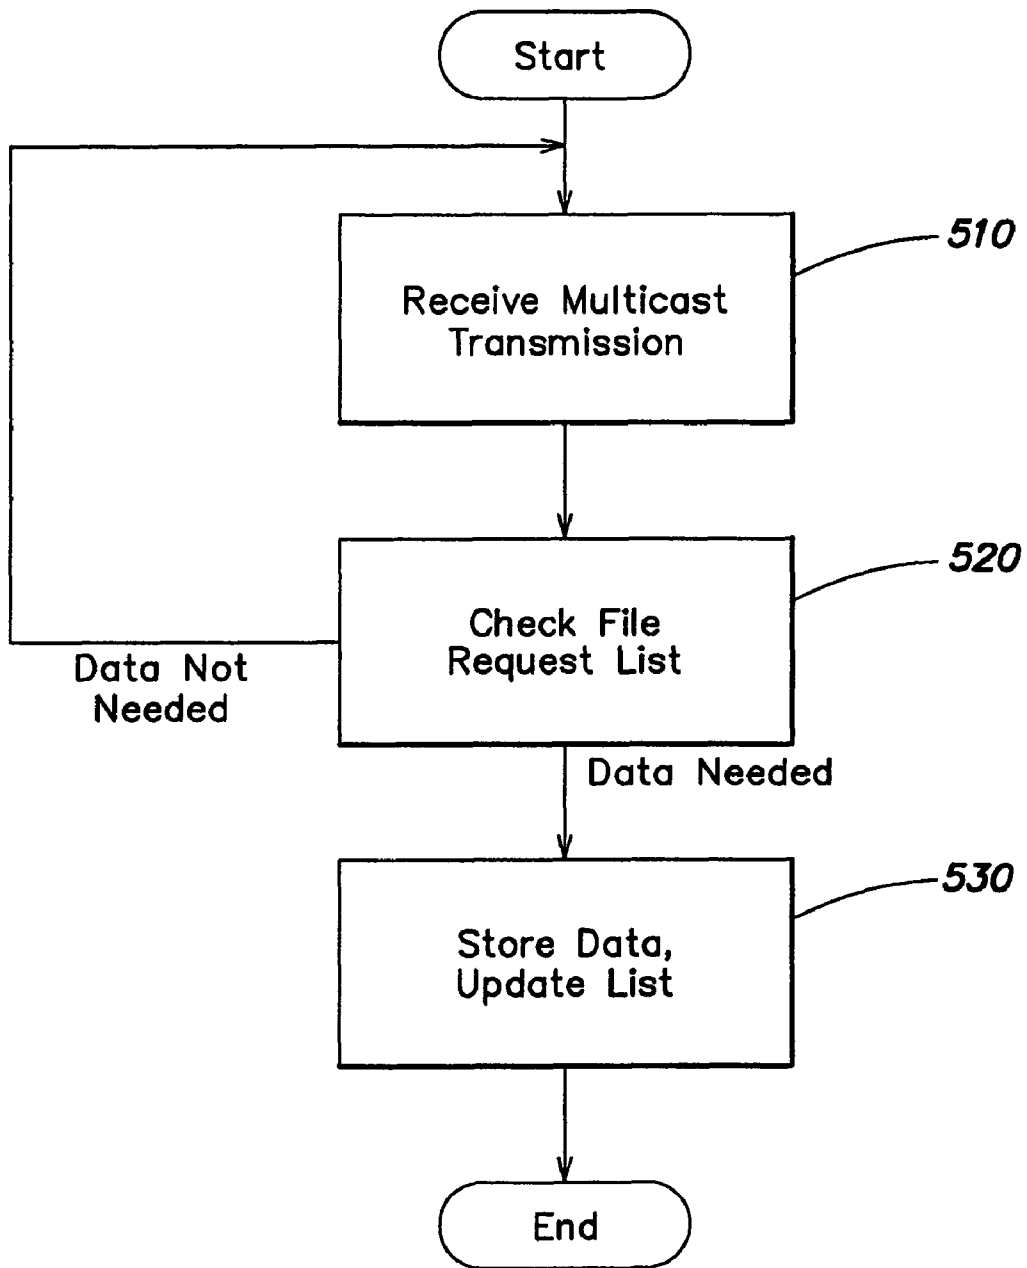 Start
510
Receive Multicast
Transmission
520
Check File
Request List
Data Not
Needed
Data Needed
530
Store Data,
Update List
End